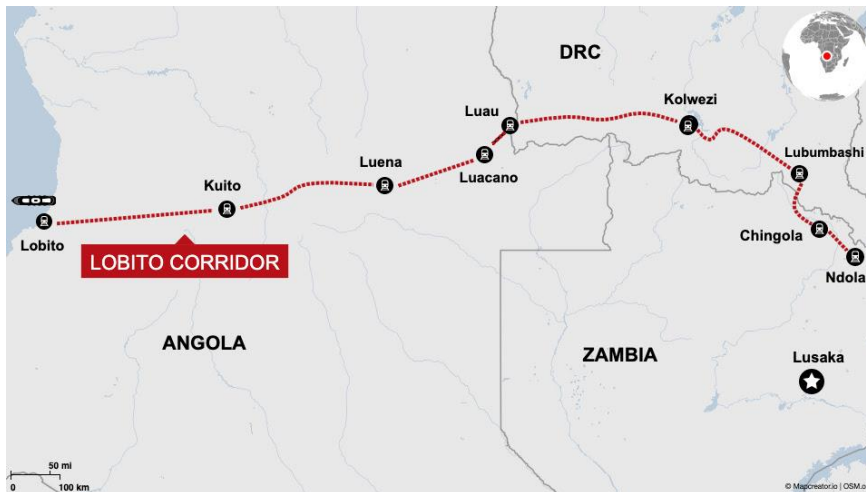 DRC
Kolwezi
Luau
Lubumbashi
Luena
Luacano
Kuito
Lobito
Chingola
LOBITO CORRIDOR
Ndola
ANGOLA
ZAMBIA
Lusaka
50 mi
0
100 km
© Mapcreator.io | OSM.o